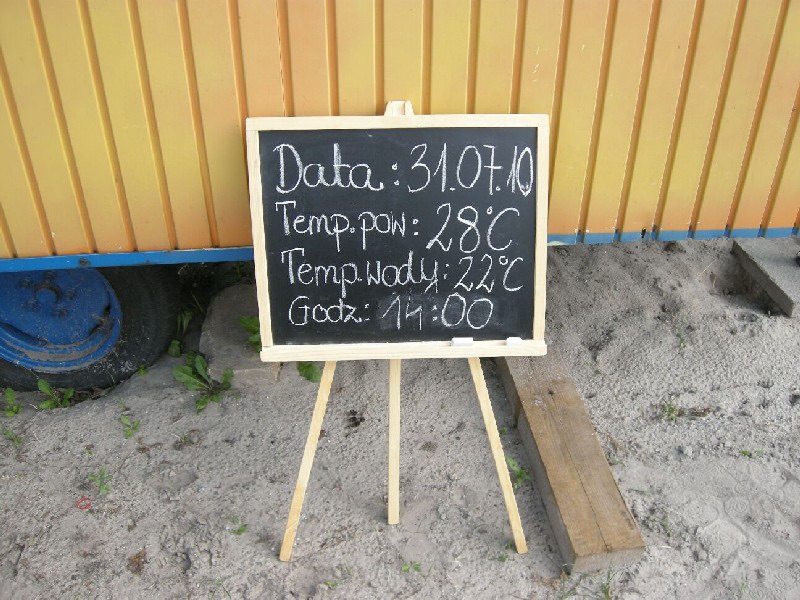 Data: 31.07.10
Temp. pow: 28°C
Temp. wody: 22°C
Godz.: 14:00